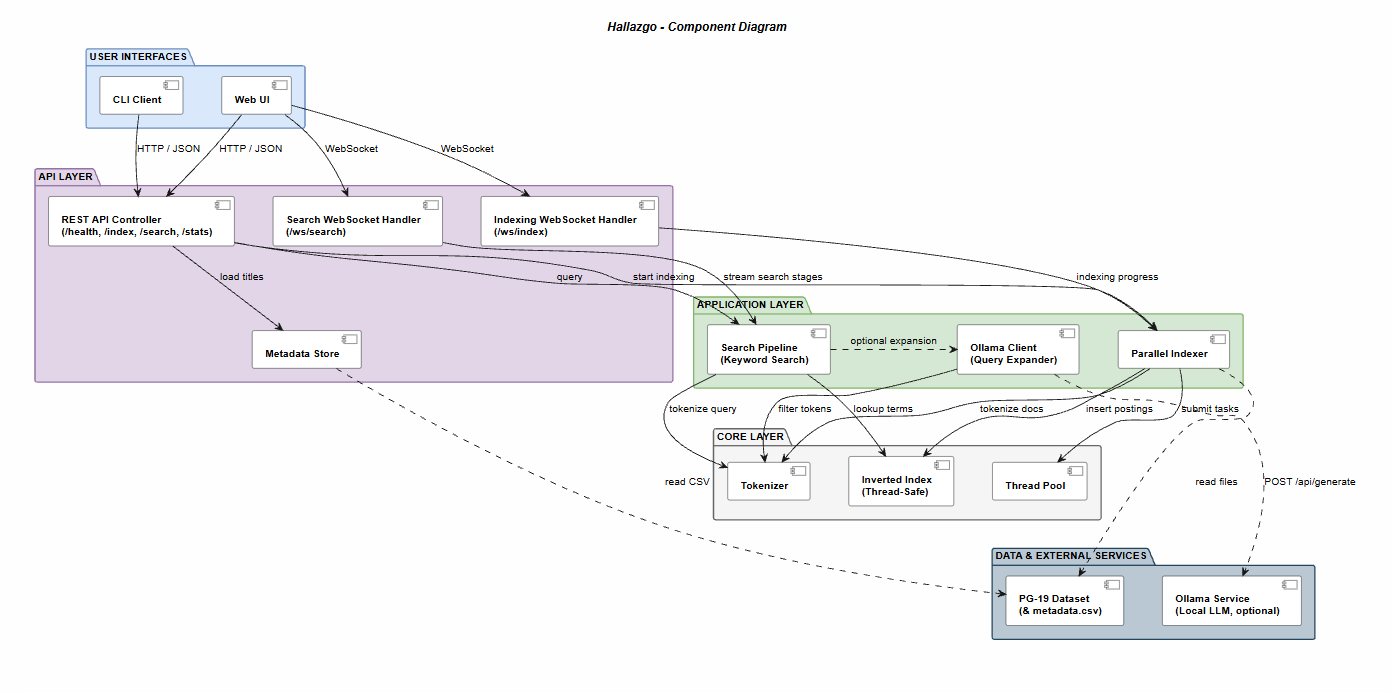 Hallazgo - Component Diagram
USER INTERFACES
CLI Client
Web UI
HTTP / JSON
HTTP / JSON
WebSocket
WebSocket
API LAYER
REST API Controller
(/health, /index, /search, /stats)
Search WebSocket Handler
(/ws/search)
Indexing WebSocket Handler
(/ws/index)
load titles
query
start indexing
stream search stages
indexing progress
Metadata Store
APPLICATION LAYER
Search Pipeline
(Keyword Search)
optional expansion
Ollama Client
(Query Expander)
Parallel Indexer
tokenize query
filter tokens
lookup terms
tokenize docs
insert postings
submit tasks
CORE LAYER
Tokenizer
Inverted Index
(Thread-Safe)
Thread Pool
read CSV
read files
POST /api/generate
DATA & EXTERNAL SERVICES
PG-19 Dataset
(& metadata.csv)
Ollama Service
(Local LLM, optional)